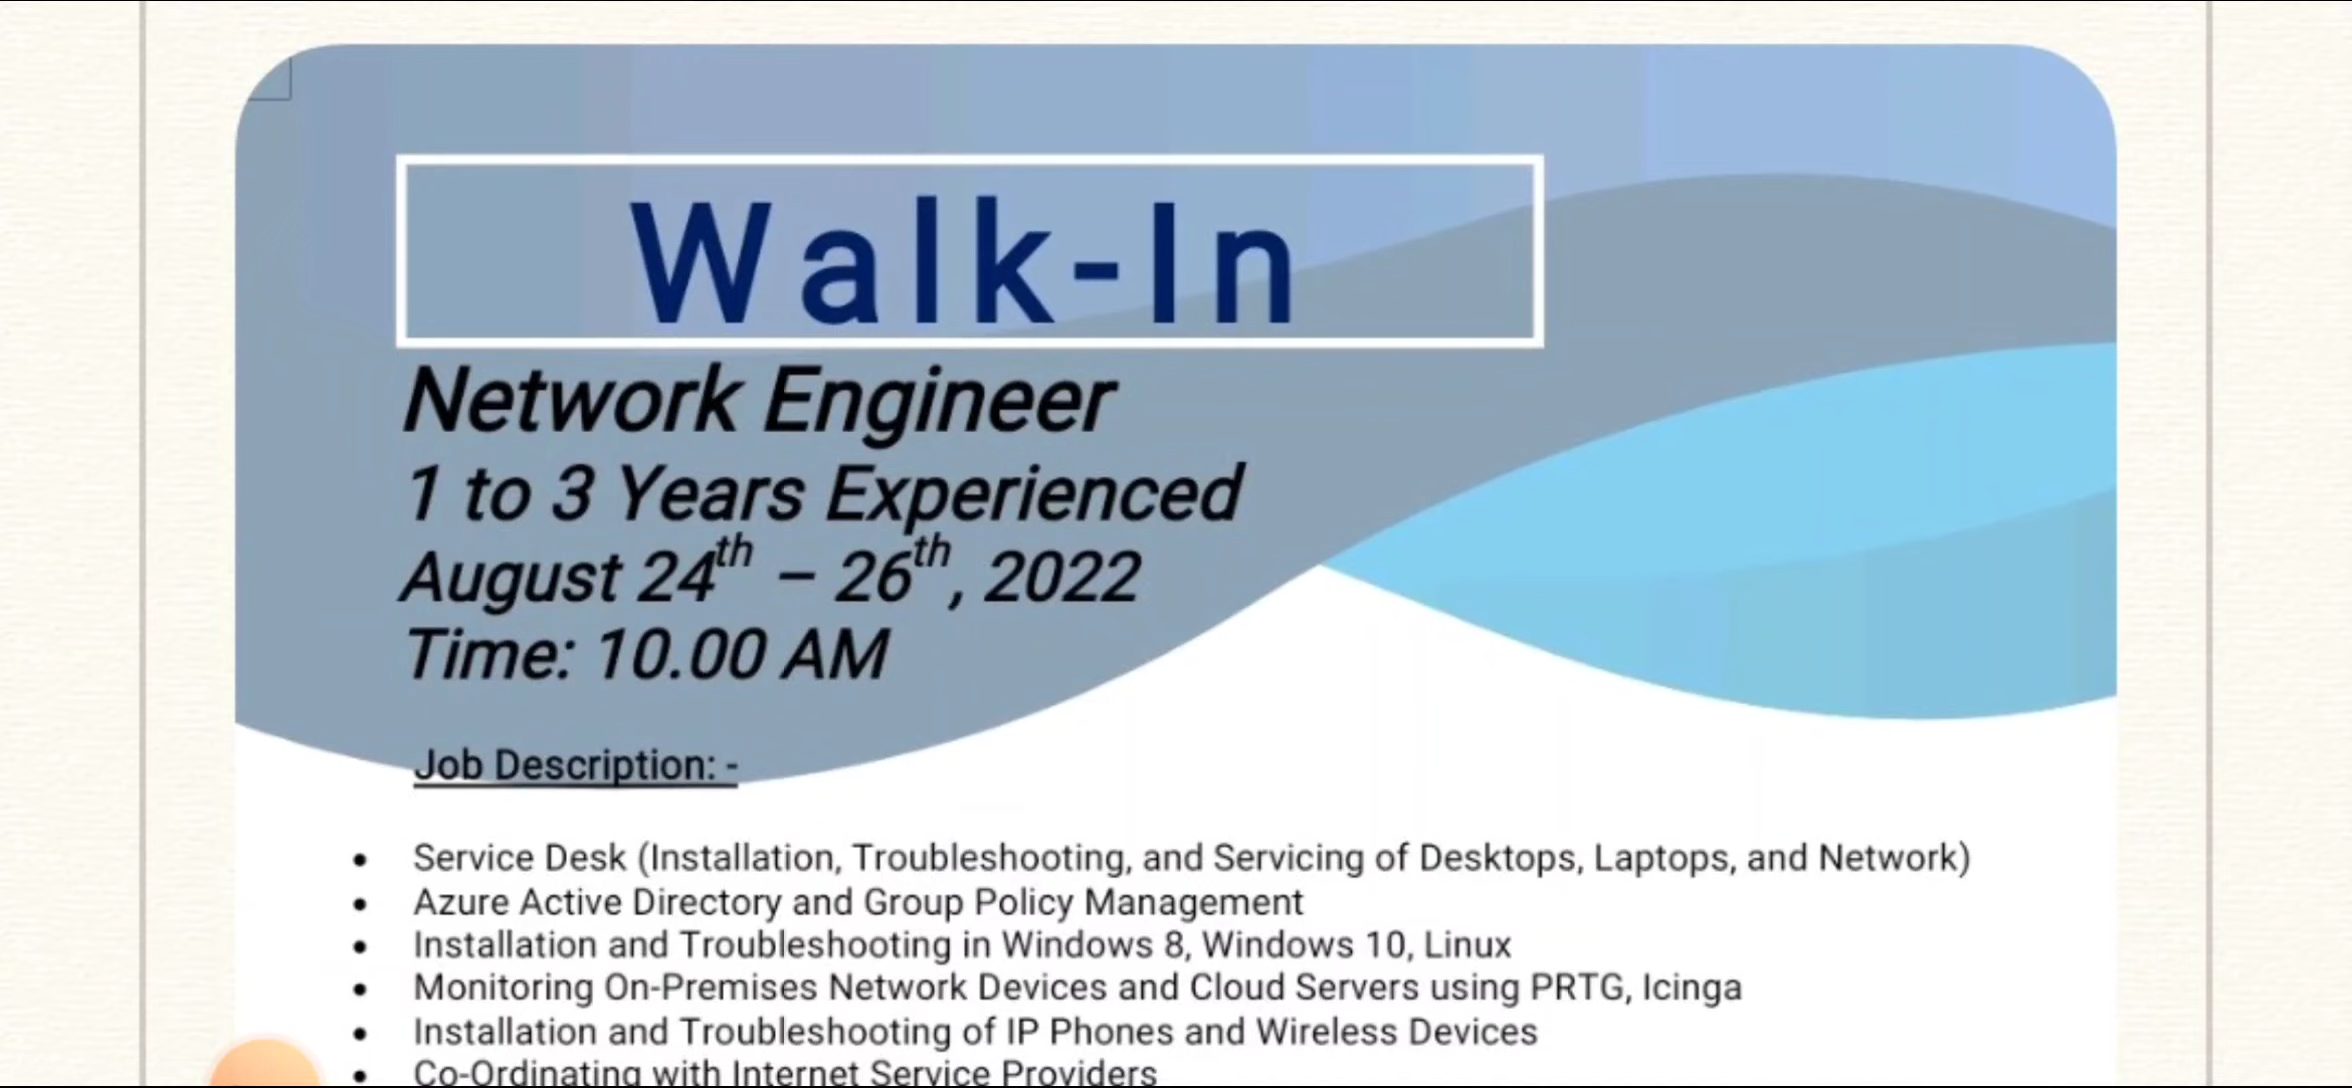 Walk-In
Network Engineer
1 to 3 Years Experienced
August 24th – 26th, 2022
Time: 10.00 AM
Job Description: -
• Service Desk (Installation, Troubleshooting, and Servicing of Desktops, Laptops, and Network)
• Azure Active Directory and Group Policy Management
• Installation and Troubleshooting in Windows 8, Windows 10, Linux
• Monitoring On-Premises Network Devices and Cloud Servers using PRTG, Icinga
• Installation and Troubleshooting of IP Phones and Wireless Devices
• Co-Ordinating with Internet Service Providers